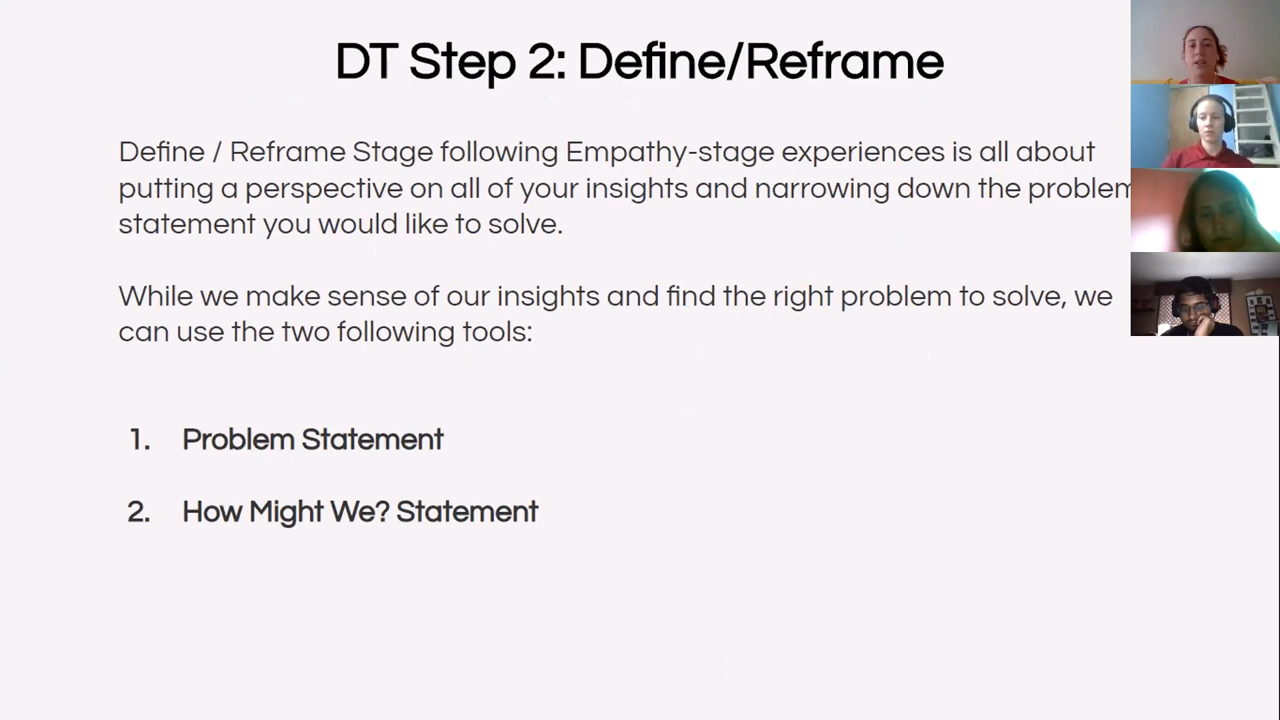 DT Step 2: Define/Reframe
Define / Reframe Stage following Empathy-stage experiences is all about
putting a perspective on all of your insights and narrowing down the problem
statement you would like to solve.
While we make sense of our insights and find the right problem to solve, we
can use the two following tools:
1. Problem Statement
2. How Might We? Statement